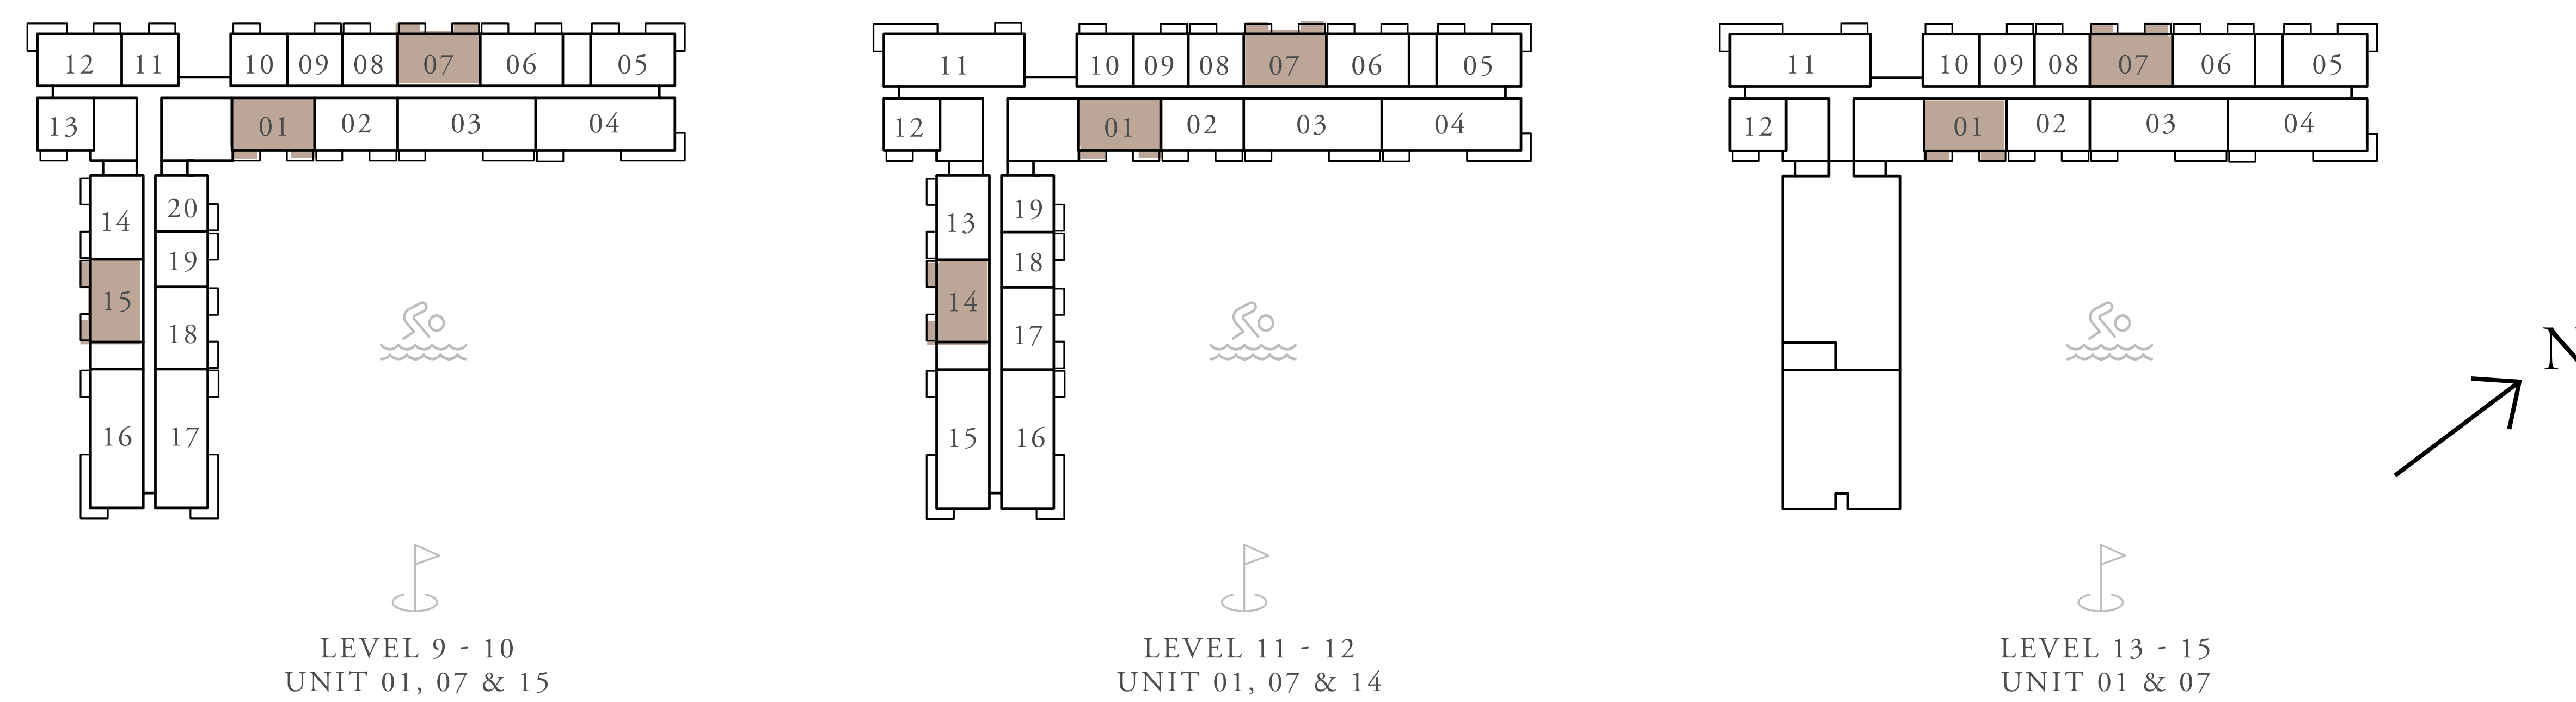 12 11 10 09 08 07 06 05
13 01 02 03 04
14 20
19
15
18
16 17
LEVEL 9 - 10
UNIT 01, 07 & 15
11 10 09 08 07 06 05
12 01 02 03 04
13 19
18
14
17
15 16
LEVEL 11 - 12
UNIT 01, 07 & 14
11 10 09 08 07 06 05
12 01 02 03 04
LEVEL 13 - 15
UNIT 01 & 07
N